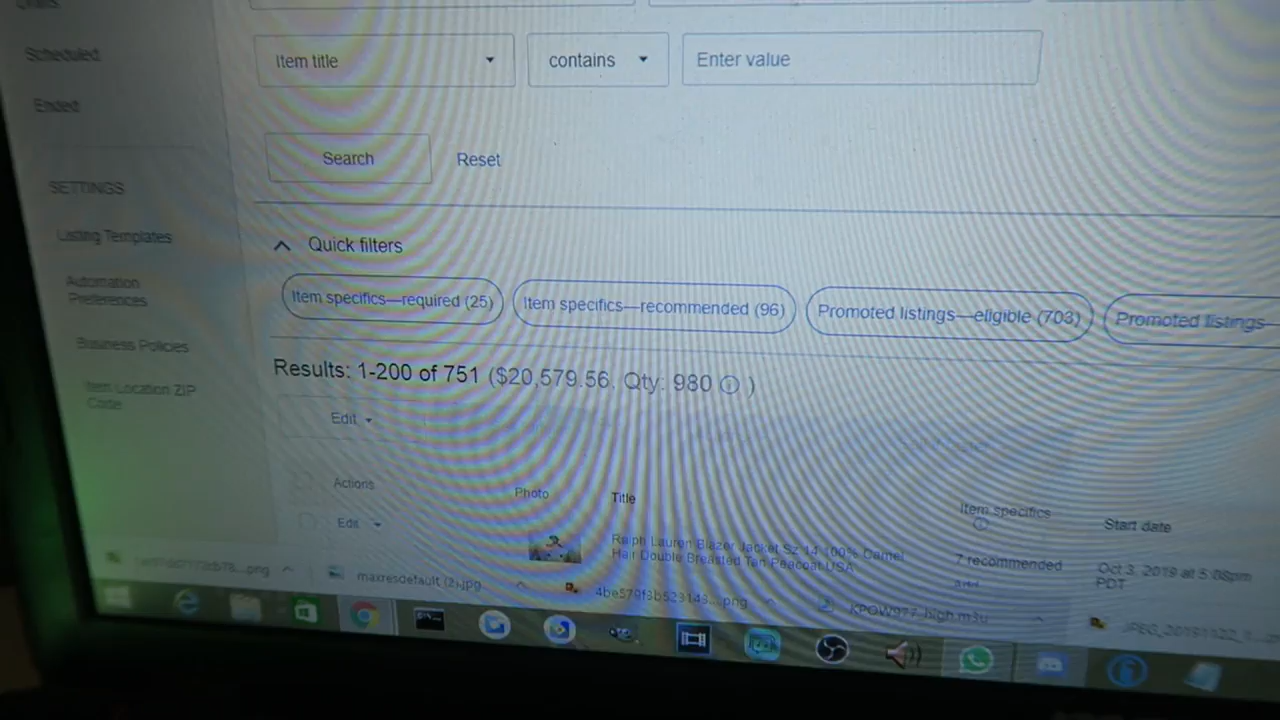 Drafts
Item title
contains
Enter value
Scheduled
Ended
Search
Reset
SETTINGS
Listing Templates
Quick filters
Automation
Preferences
Item specifics—required (25)
Item specifics—recommended (96)
Promoted listings—eligible (703)
Promoted listings—
Business Policies
Results: 1-200 of 751 ($20,579.56, Qty: 980 )
Item Location ZIP
Code
Edit
Actions
Photo
Title
Item specifics
Start date
Edit
Ralph Lauren Blazer Jacket Sz 14 100% Camel
Hair Double Breasted Tan Peacoat USA
7 recommended
Oct 3, 2019 at 5:08pm
PDT
maxresdefault (2).jpg
KPOW977_high.m3u